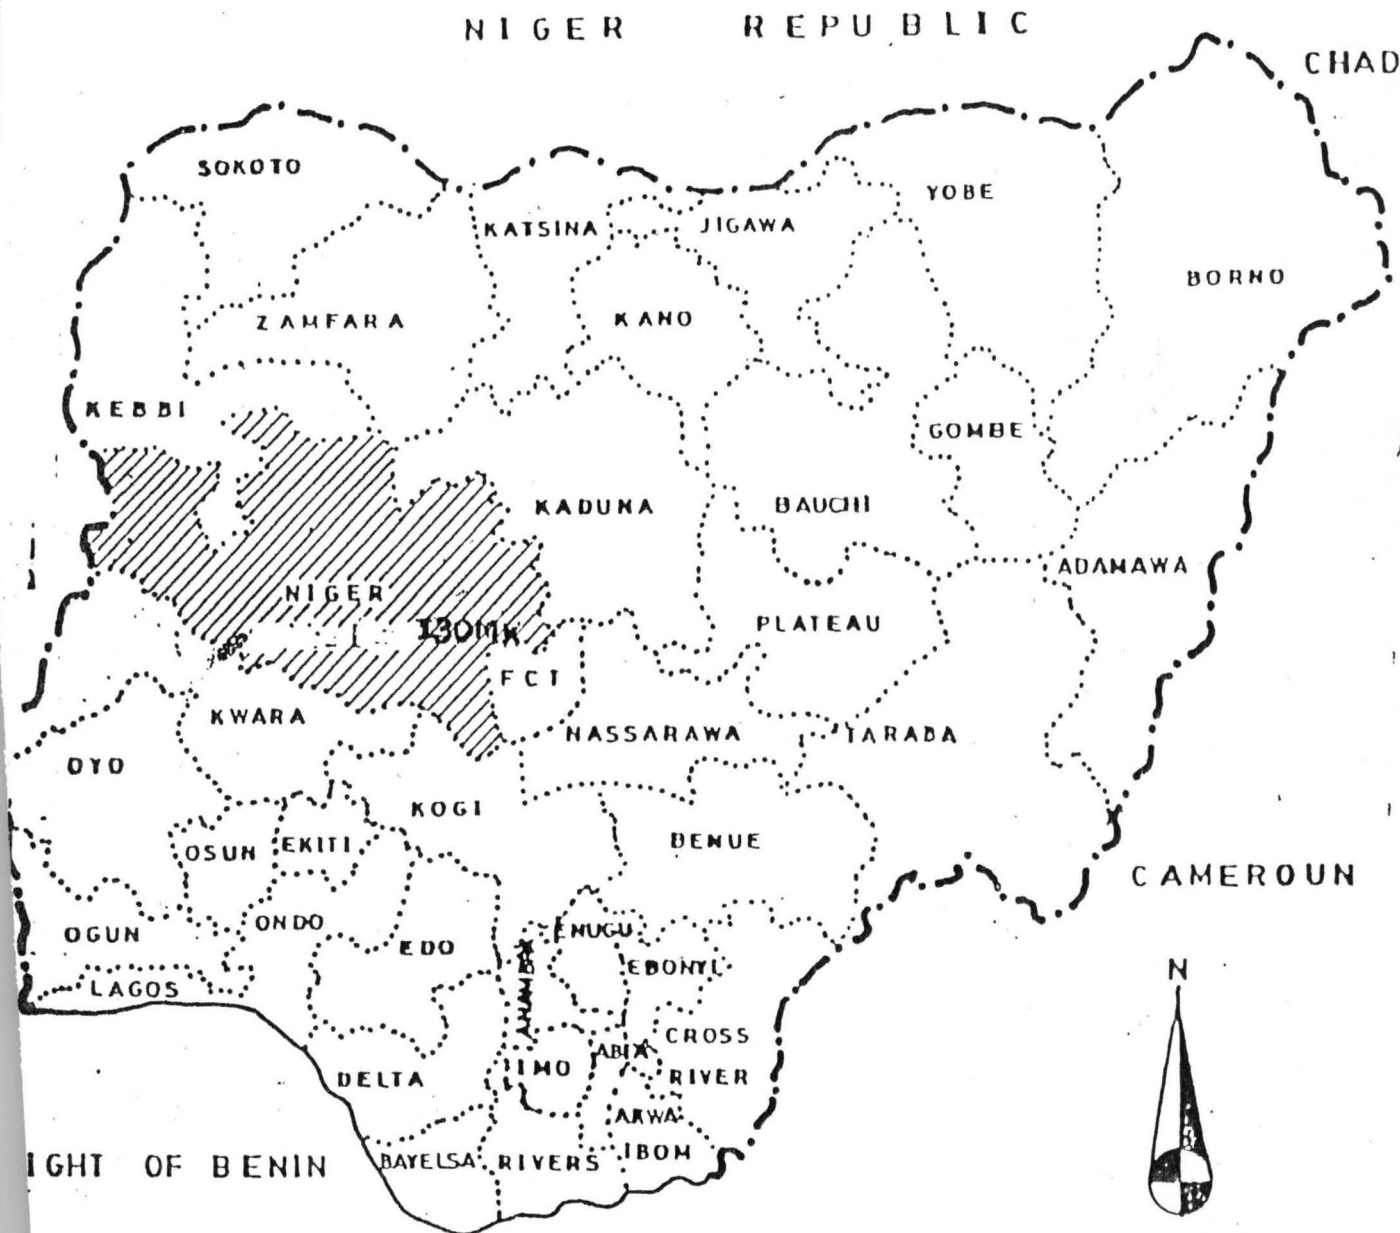 NIGER REPUBLIC
CHAD
SOKOTO
YOBE
KATSINA
JIGAWA
BORNO
ZAMFARA
KANO
KEBBI
GOMBE
KADUNA
BAUCHI
ADAMAWA
NIGER
130MK
PLATEAU
FCT
KWARA
NASSARAWA
TARABA
OYO
KOGI
BENUE
OSUN
EKITI
CAMEROUN
ONDO
OGUN
EDO
ENUGU
EBONYI
LAGOS
ANAMBRA
N
CROSS
RIVER
ABIA
IMO
DELTA
AKWA
IBOM
IGHT OF BENIN
BAYELSA
RIVERS